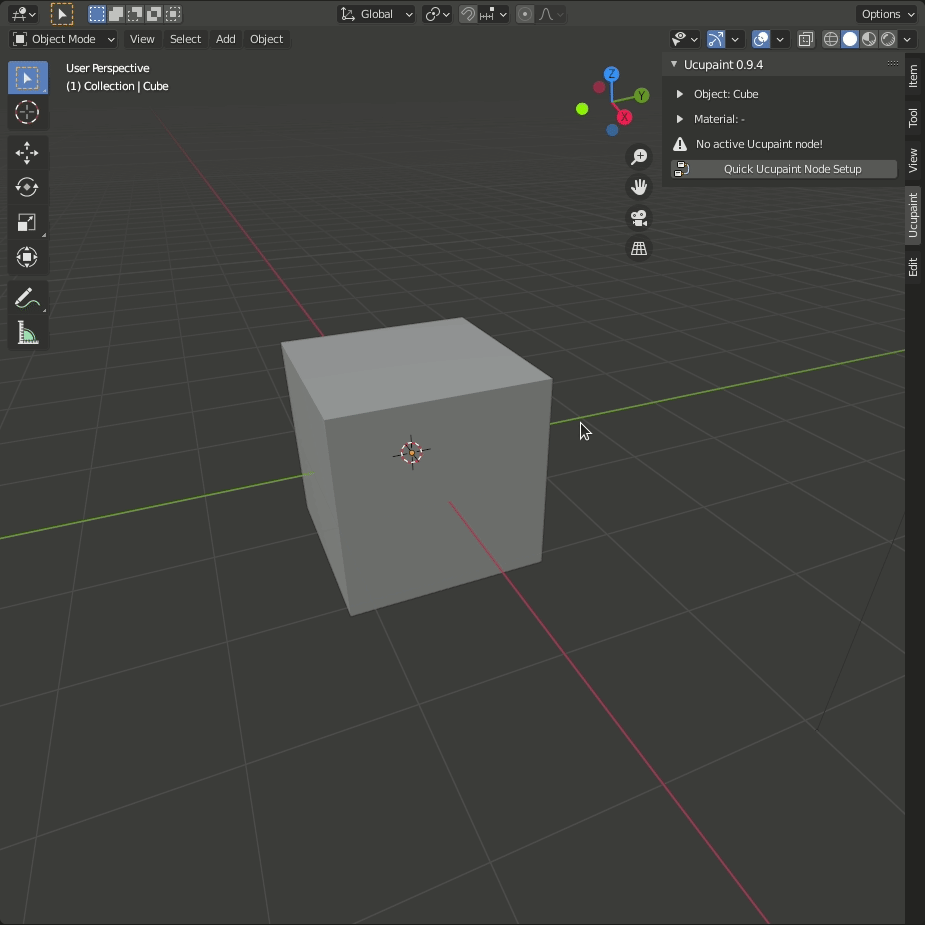 Global
Options
Object Mode
View
Select
Add
Object
User Perspective
(1) Collection | Cube
Z
Y
X
Ucupaint 0.9.4
Object: Cube
Material: -
No active Ucupaint node!
Quick Ucupaint Node Setup
Item
Tool
View
Ucupaint
Edit